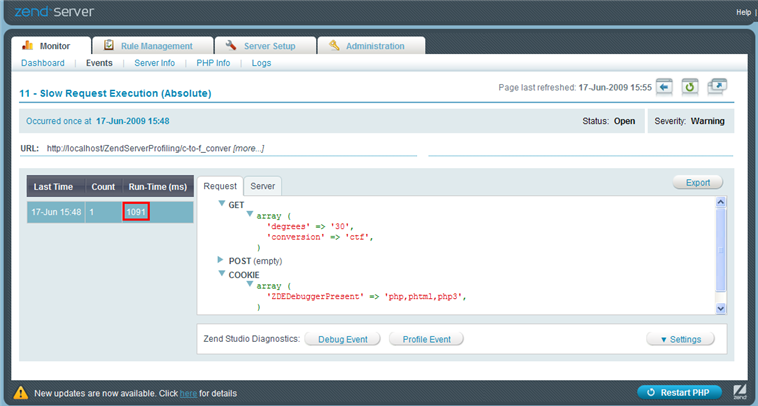 zend server
Help |
Monitor Rule Management Server Setup Administration
Dashboard | Events | Server Info | PHP Info | Logs
11 - Slow Request Execution (Absolute)
Page last refreshed: 17-Jun-2009 15:55
Occurred once at 17-Jun-2009 15:48 Status: Open Severity: Warning
URL: http://localhost/ZendServerProfiling/c-to-f_conver [more...]
Last Time Count Run-Time (ms)
17-Jun 15:48 1 1091
Request Server Export
GET
array (
'degrees' => '30',
'conversion' => 'ctf',
)
POST (empty)
COOKIE
array (
'ZDEDebuggerPresent' => 'php,phtml,php3',
)
Zend Studio Diagnostics: Debug Event Profile Event ▼ Settings
New updates are now available. Click here for details
Restart PHP
zend